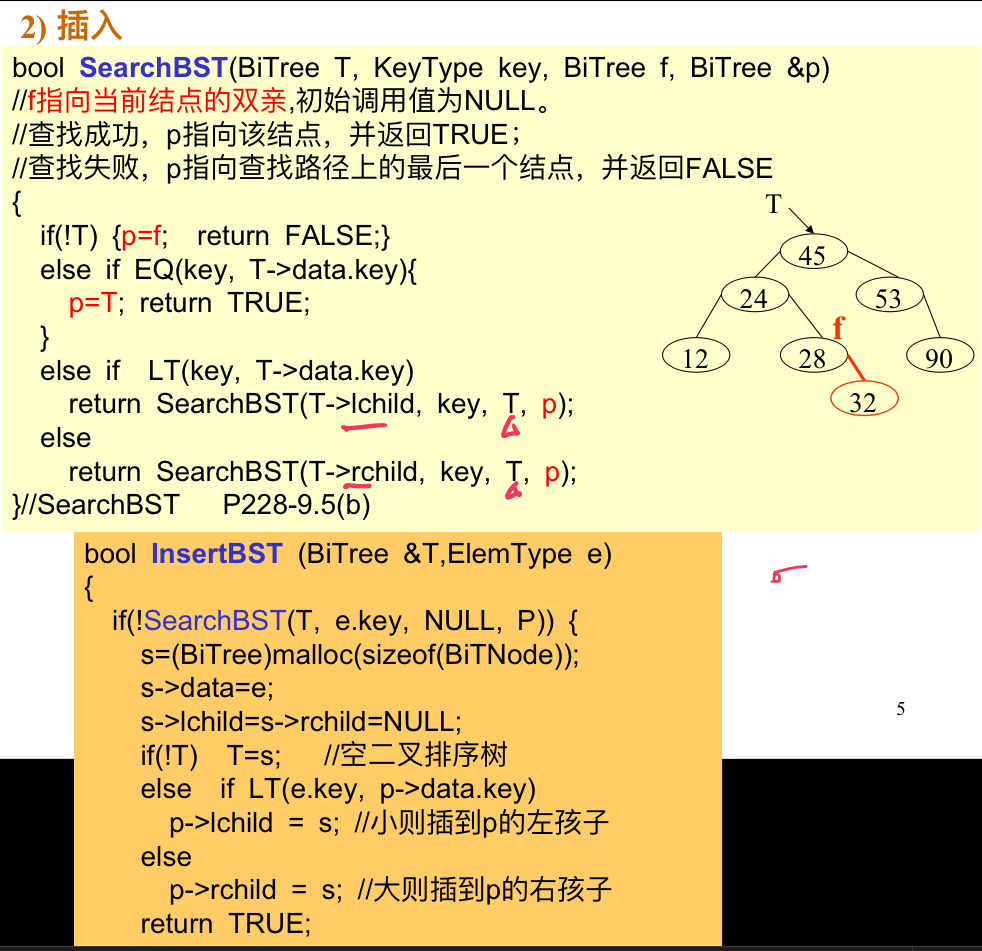 2) 插入
bool SearchBST(BiTree T, KeyType key, BiTree f, BiTree &p)
//f指向当前结点的双亲,初始调用值为NULL。
//查找成功，p指向该结点，并返回TRUE；
//查找失败，p指向查找路径上的最后一个结点，并返回FALSE
{
if(!T) {p=f; return FALSE;}
else if EQ(key, T->data.key){
p=T; return TRUE;
}
else if LT(key, T->data.key)
return SearchBST(T->lchild, key, T, p);
else
return SearchBST(T->rchild, key, T, p);
}//SearchBST P228-9.5(b)
T
45
24 53
f
12 28 90
32
bool InsertBST (BiTree &T,ElemType e)
{
if(!SearchBST(T, e.key, NULL, P)) {
s=(BiTree)malloc(sizeof(BiTNode));
s->data=e;
s->lchild=s->rchild=NULL;
if(!T) T=s; //空二叉排序树
else if LT(e.key, p->data.key)
p->lchild = s; //小则插到p的左孩子
else
p->rchild = s; //大则插到p的右孩子
return TRUE;
5